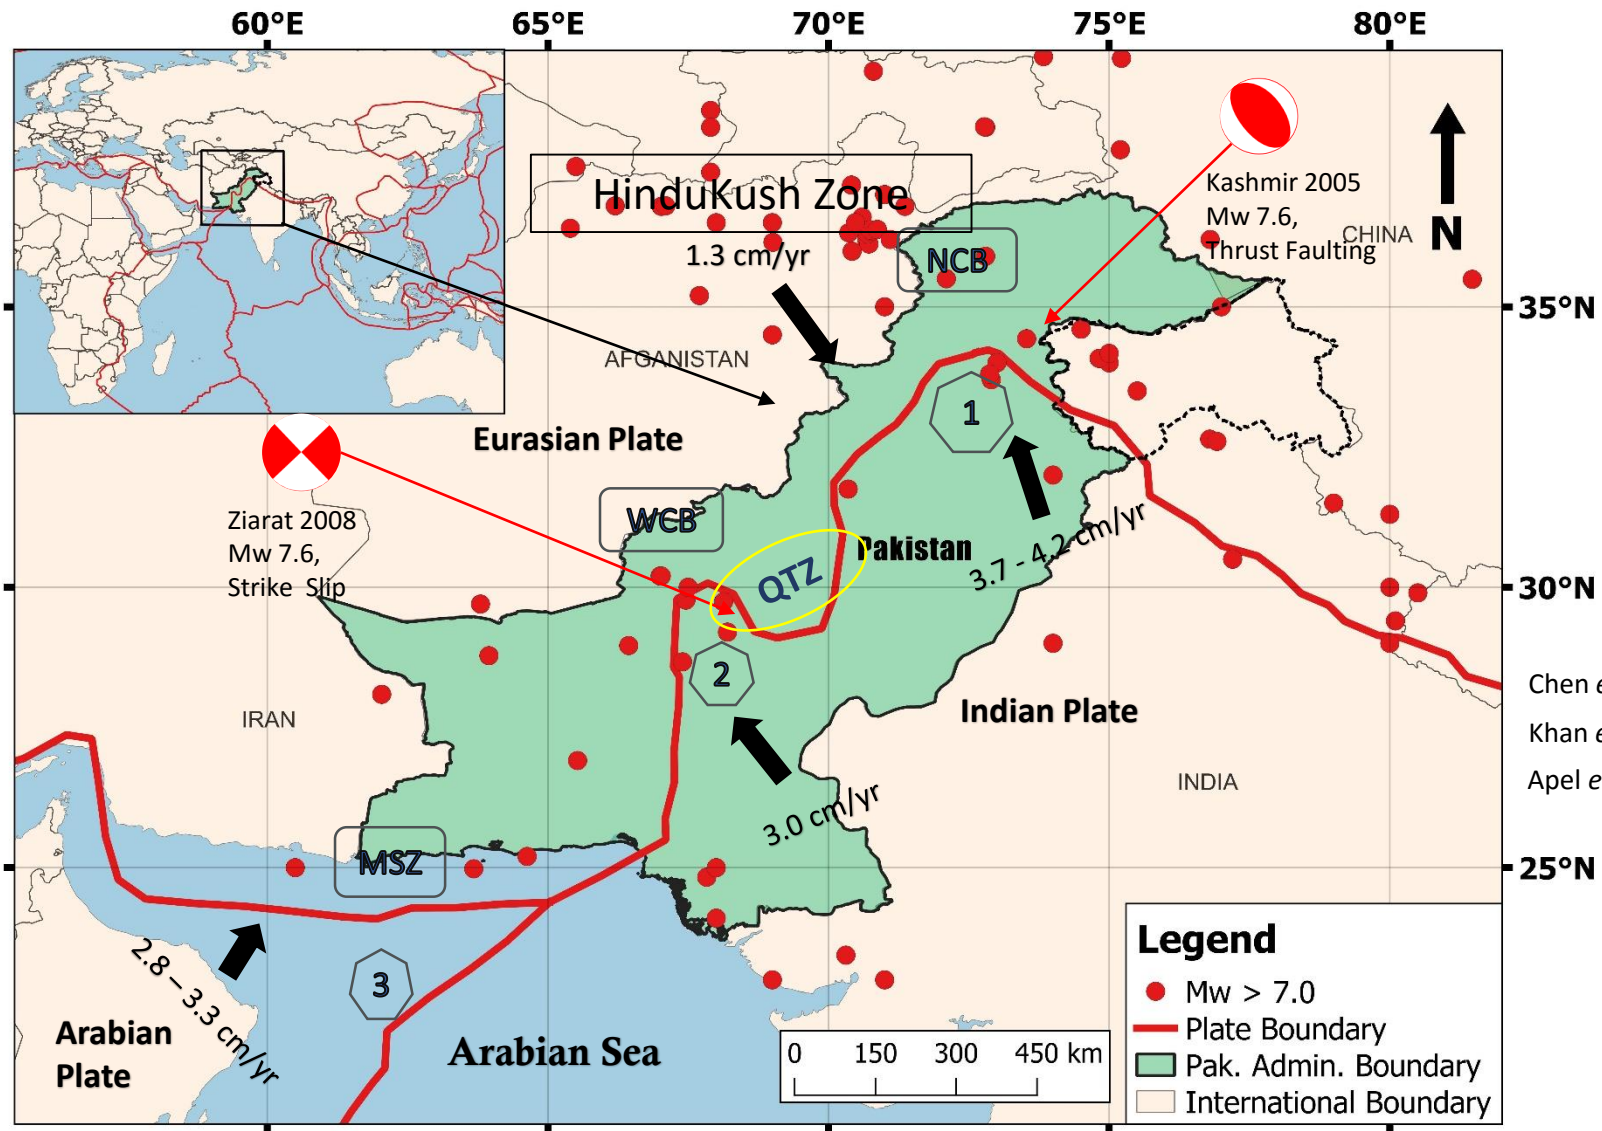 60°E 65°E 70°E 75°E 80°E
HinduKush Zone
1.3 cm/yr
NCB
Kashmir 2005
Mw 7.6,
Thrust Faulting
CHINA
N
35°N
AFGANISTAN
1
Eurasian Plate
Ziarat 2008
Mw 7.6,
Strike Slip
WCB
QTZ
Pakistan
3.7 - 4.2 cm/yr
30°N
2
IRAN
Indian Plate
Chen e
Khan e
Apel e
INDIA
3.0 cm/yr
MSZ
25°N
2.8 – 3.3 cm/yr
3
Arabian
Plate
Arabian Sea
0 150 300 450 km
Legend
Mw > 7.0
Plate Boundary
Pak. Admin. Boundary
International Boundary